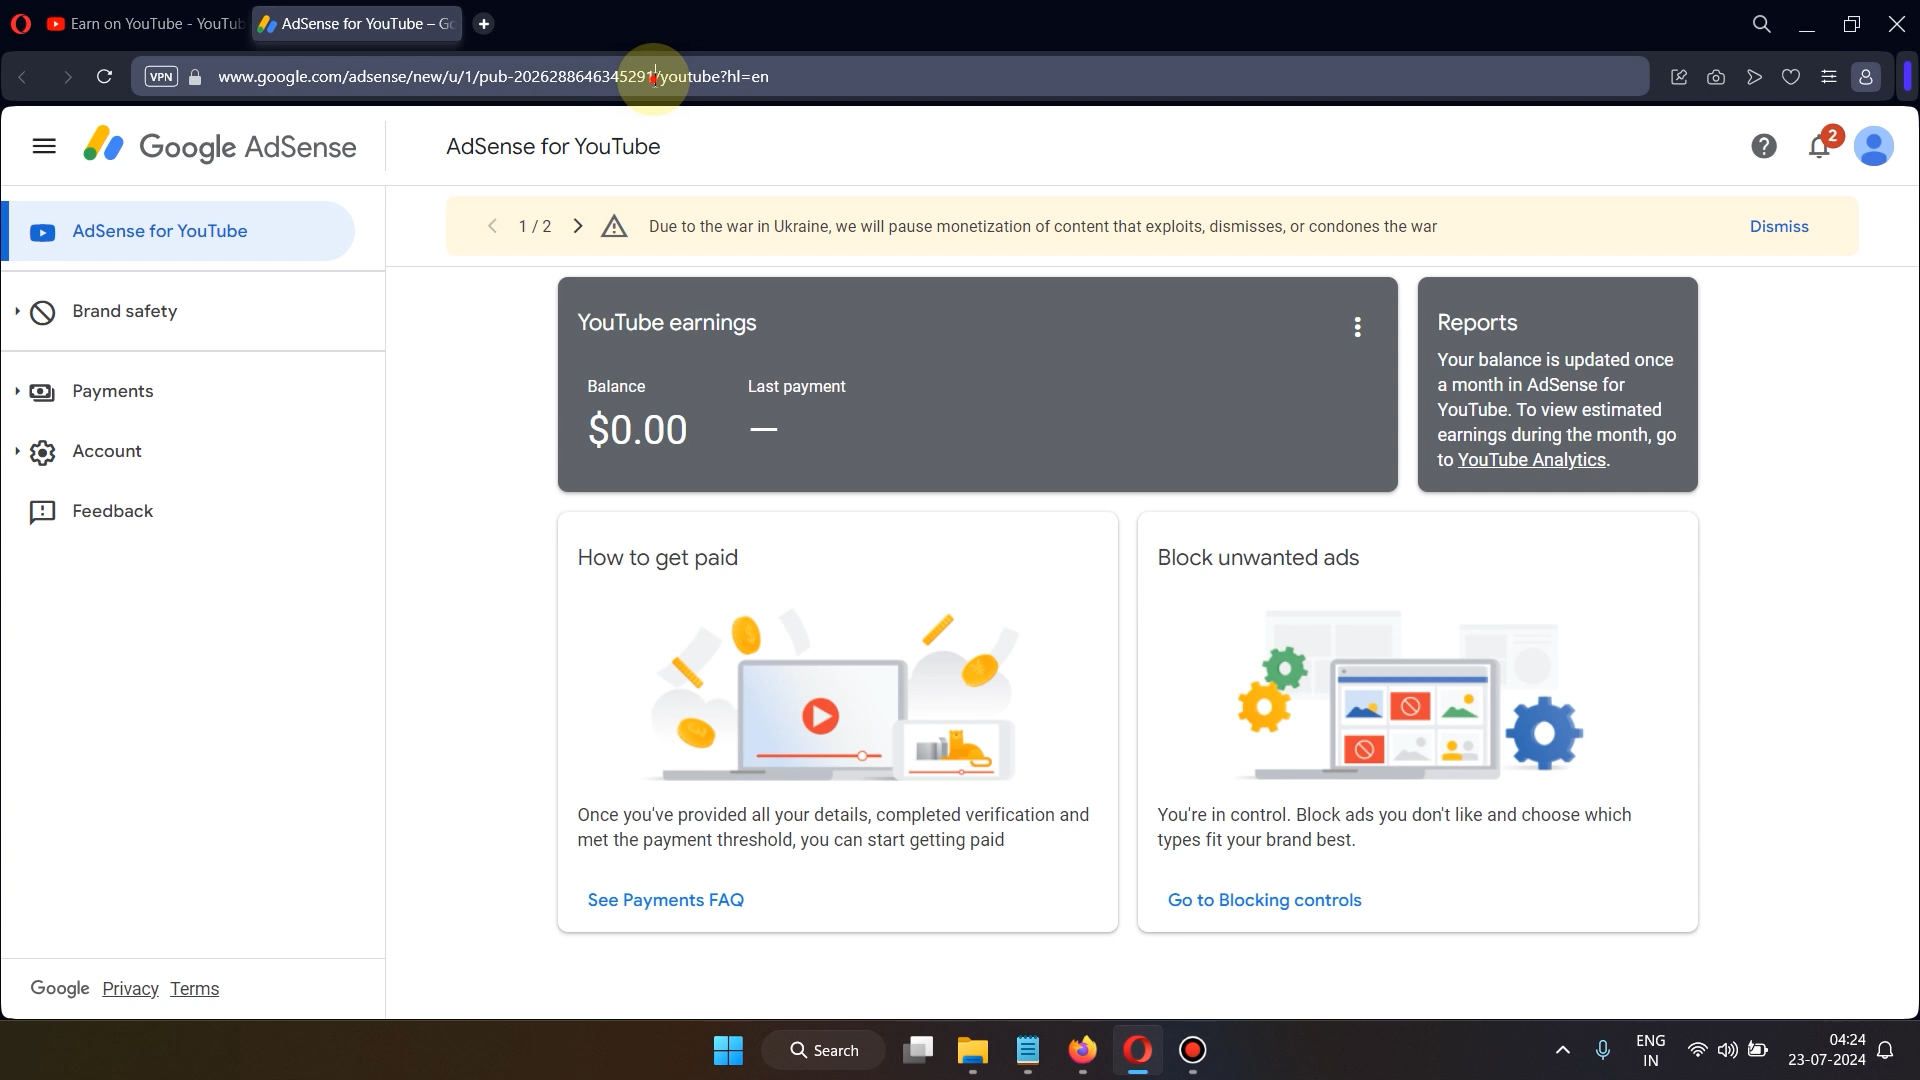 Earn on YouTube - YouTub
AdSense for YouTube – Go
VPN
www.google.com/adsense/new/u/1/pub-2026288646345291/youtube?hl=en
Google AdSense
AdSense for YouTube
2
AdSense for YouTube
Brand safety
Payments
Account
Feedback
1 / 2
Due to the war in Ukraine, we will pause monetization of content that exploits, dismisses, or condones the war
Dismiss
YouTube earnings
Balance
Last payment
$0.00
—
Reports
Your balance is updated once
a month in AdSense for
YouTube. To view estimated
earnings during the month, go
to YouTube Analytics.
How to get paid
Once you've provided all your details, completed verification and
met the payment threshold, you can start getting paid
See Payments FAQ
Block unwanted ads
You're in control. Block ads you don't like and choose which
types fit your brand best.
Go to Blocking controls
Google Privacy Terms
Search
ENG
IN
04:24
23-07-2024